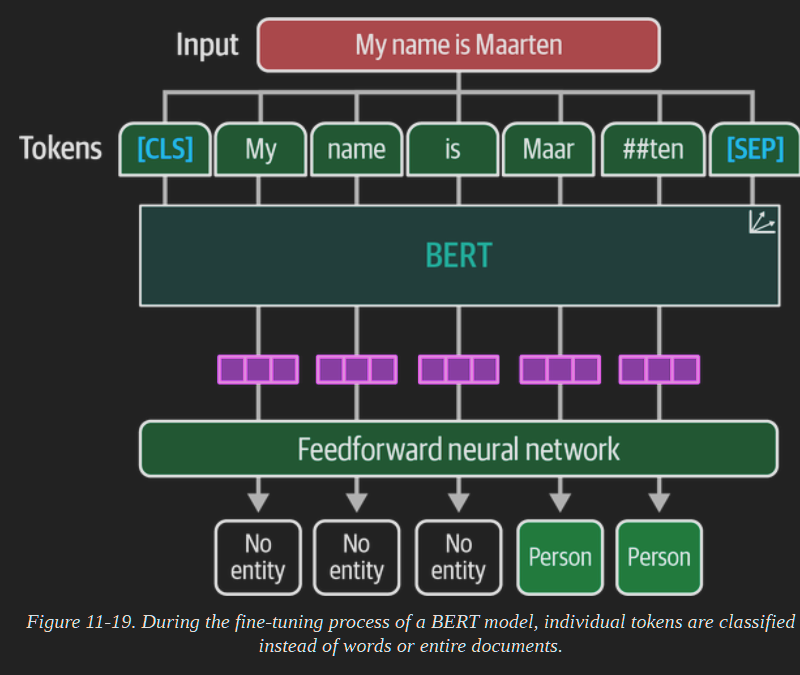 Input
My name is Maarten
Tokens
[CLS]
My
name
is
Maar
##ten
[SEP]
BERT
Feedforward neural network
No
entity
No
entity
No
entity
Person
Person
Figure 11-19. During the fine-tuning process of a BERT model, individual tokens are classified
instead of words or entire documents.